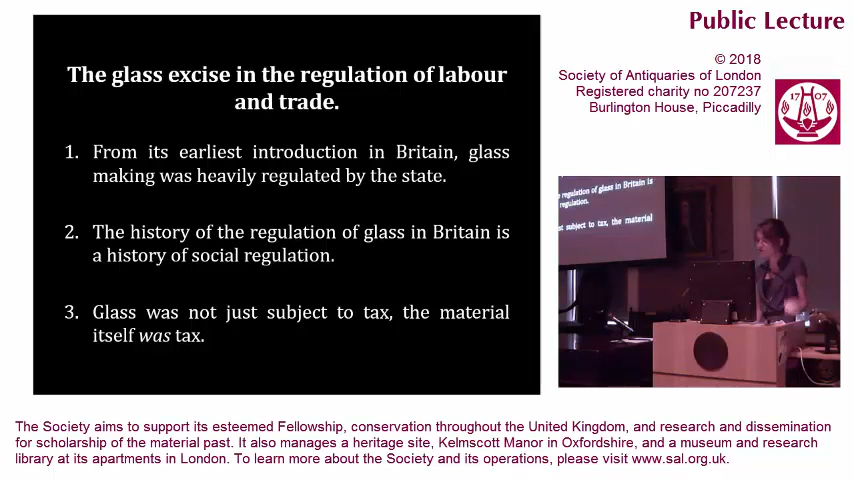 The glass excise in the regulation of labour
and trade.
1. From its earliest introduction in Britain, glass
making was heavily regulated by the state.
2. The history of the regulation of glass in Britain is
a history of social regulation.
3. Glass was not just subject to tax, the material
itself was tax.
Public Lecture
© 2018
Society of Antiquaries of London
Registered charity no 207237
Burlington House, Piccadilly
17 07
regulation of glass in Britain is
regulation.
st subject to tax, the material
The Society aims to support its esteemed Fellowship, conservation throughout the United Kingdom, and research and dissemination
for scholarship of the material past. It also manages a heritage site, Kelmscott Manor in Oxfordshire, and a museum and research
library at its apartments in London. To learn more about the Society and its operations, please visit www.sal.org.uk.